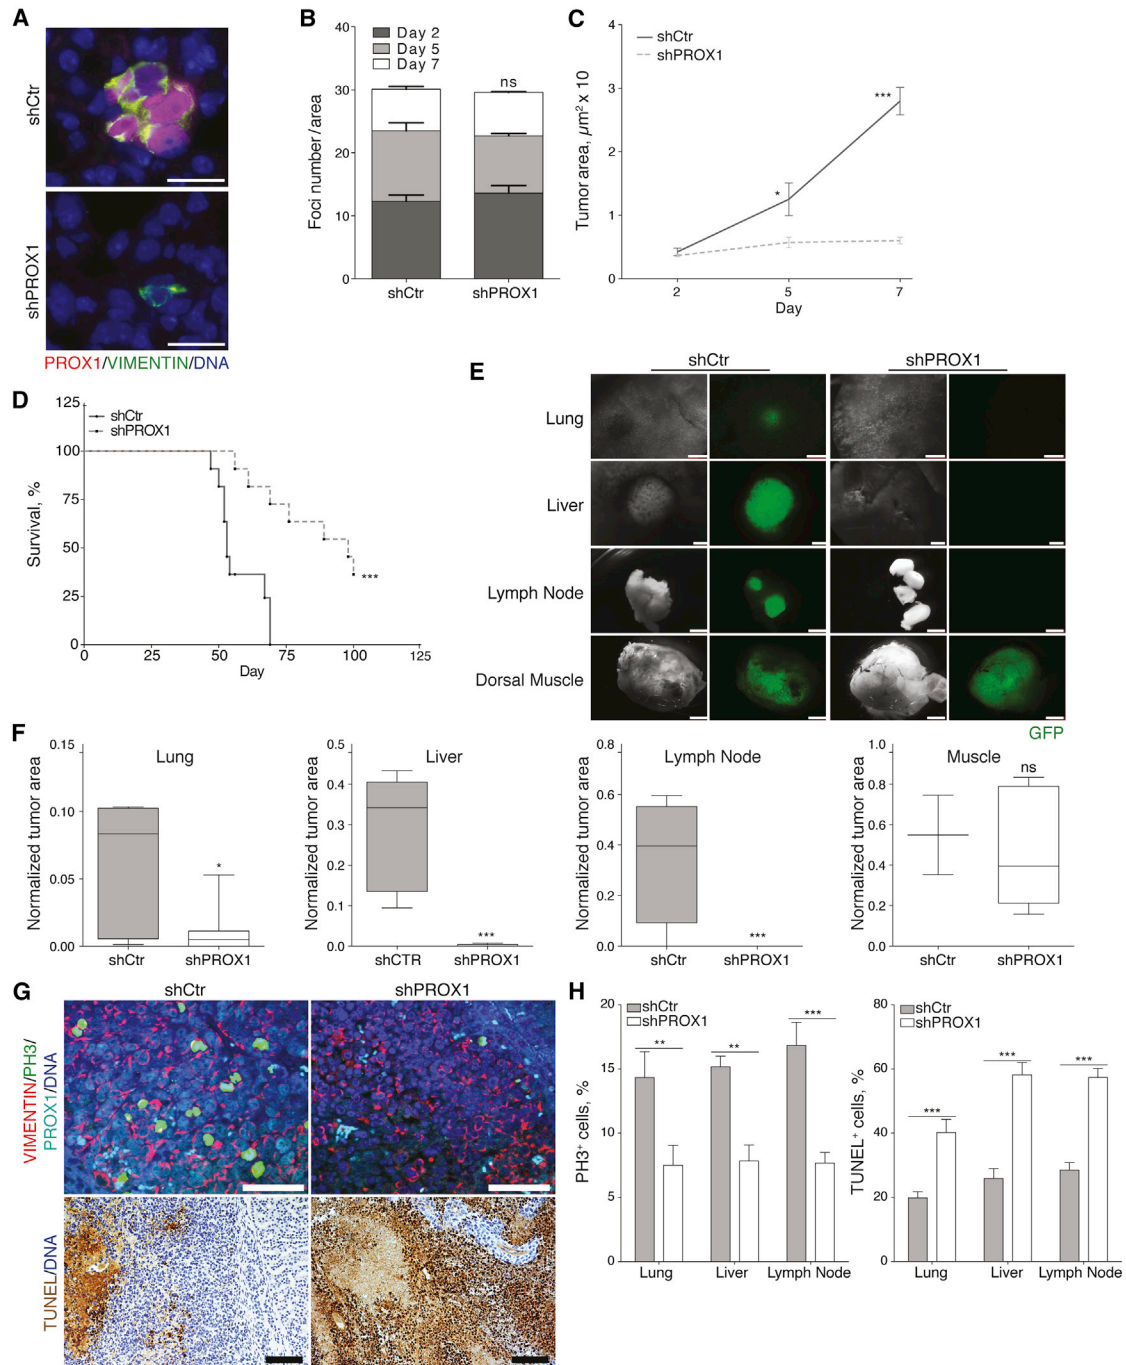 A
shCtr
shPROX1
PROX1/VIMENTIN/DNA
B
Foci number/area
40
30
20
10
0
Day 2
Day 5
Day 7
ns
shCtr
shPROX1
C
Tumor area, µm² x 10
4
3
2
1
0
shCtr
shPROX1
*
***
2
5
7
Day
D
Survival, %
125
100
75
50
25
0
shCtr
shPROX1
***
0
25
50
75
100
125
Day
E
shCtr
shPROX1
Lung
Liver
Lymph Node
Dorsal Muscle
GFP
F
Normalized tumor area
0.15
0.10
0.05
0.00
Lung
*
shCtr
shPROX1
Normalized tumor area
0.5
0.4
0.3
0.2
0.1
0.0
Liver
***
shCTR
shPROX1
Normalized tumor area
0.8
0.6
0.4
0.2
0.0
Lymph Node
***
shCtr
shPROX1
Normalized tumor area
1.0
0.8
0.6
0.4
0.2
0.0
Muscle
ns
shCtr
shPROX1
G
shCtr
shPROX1
VIMENTIN/PH3/
PROX1/DNA
TUNEL/DNA
H
PH3⁺ cells, %
20
15
10
5
0
shCtr
shPROX1
**
**
***
Lung
Liver
Lymph Node
TUNEL⁺ cells, %
80
60
40
20
0
shCtr
shPROX1
***
***
***
Lung
Liver
Lymph Node